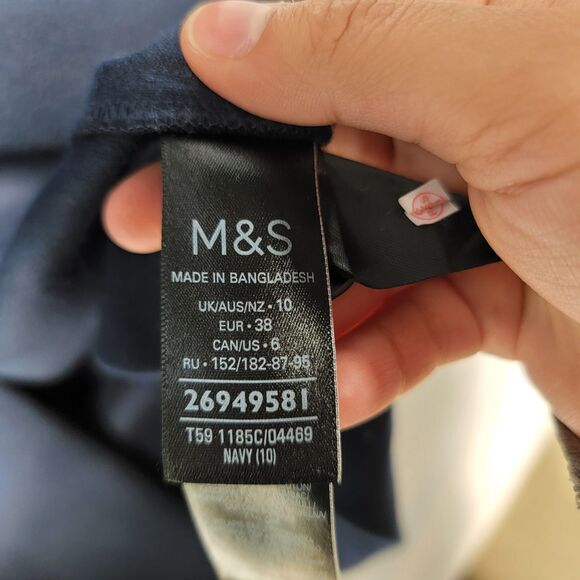 M&S
MADE IN BANGLADESH
UK/AUS/NZ • 10
EUR • 38
CAN/US • 6
RU • 152/182-87-95
26949581
T59 1185C/04469
NAVY (10)